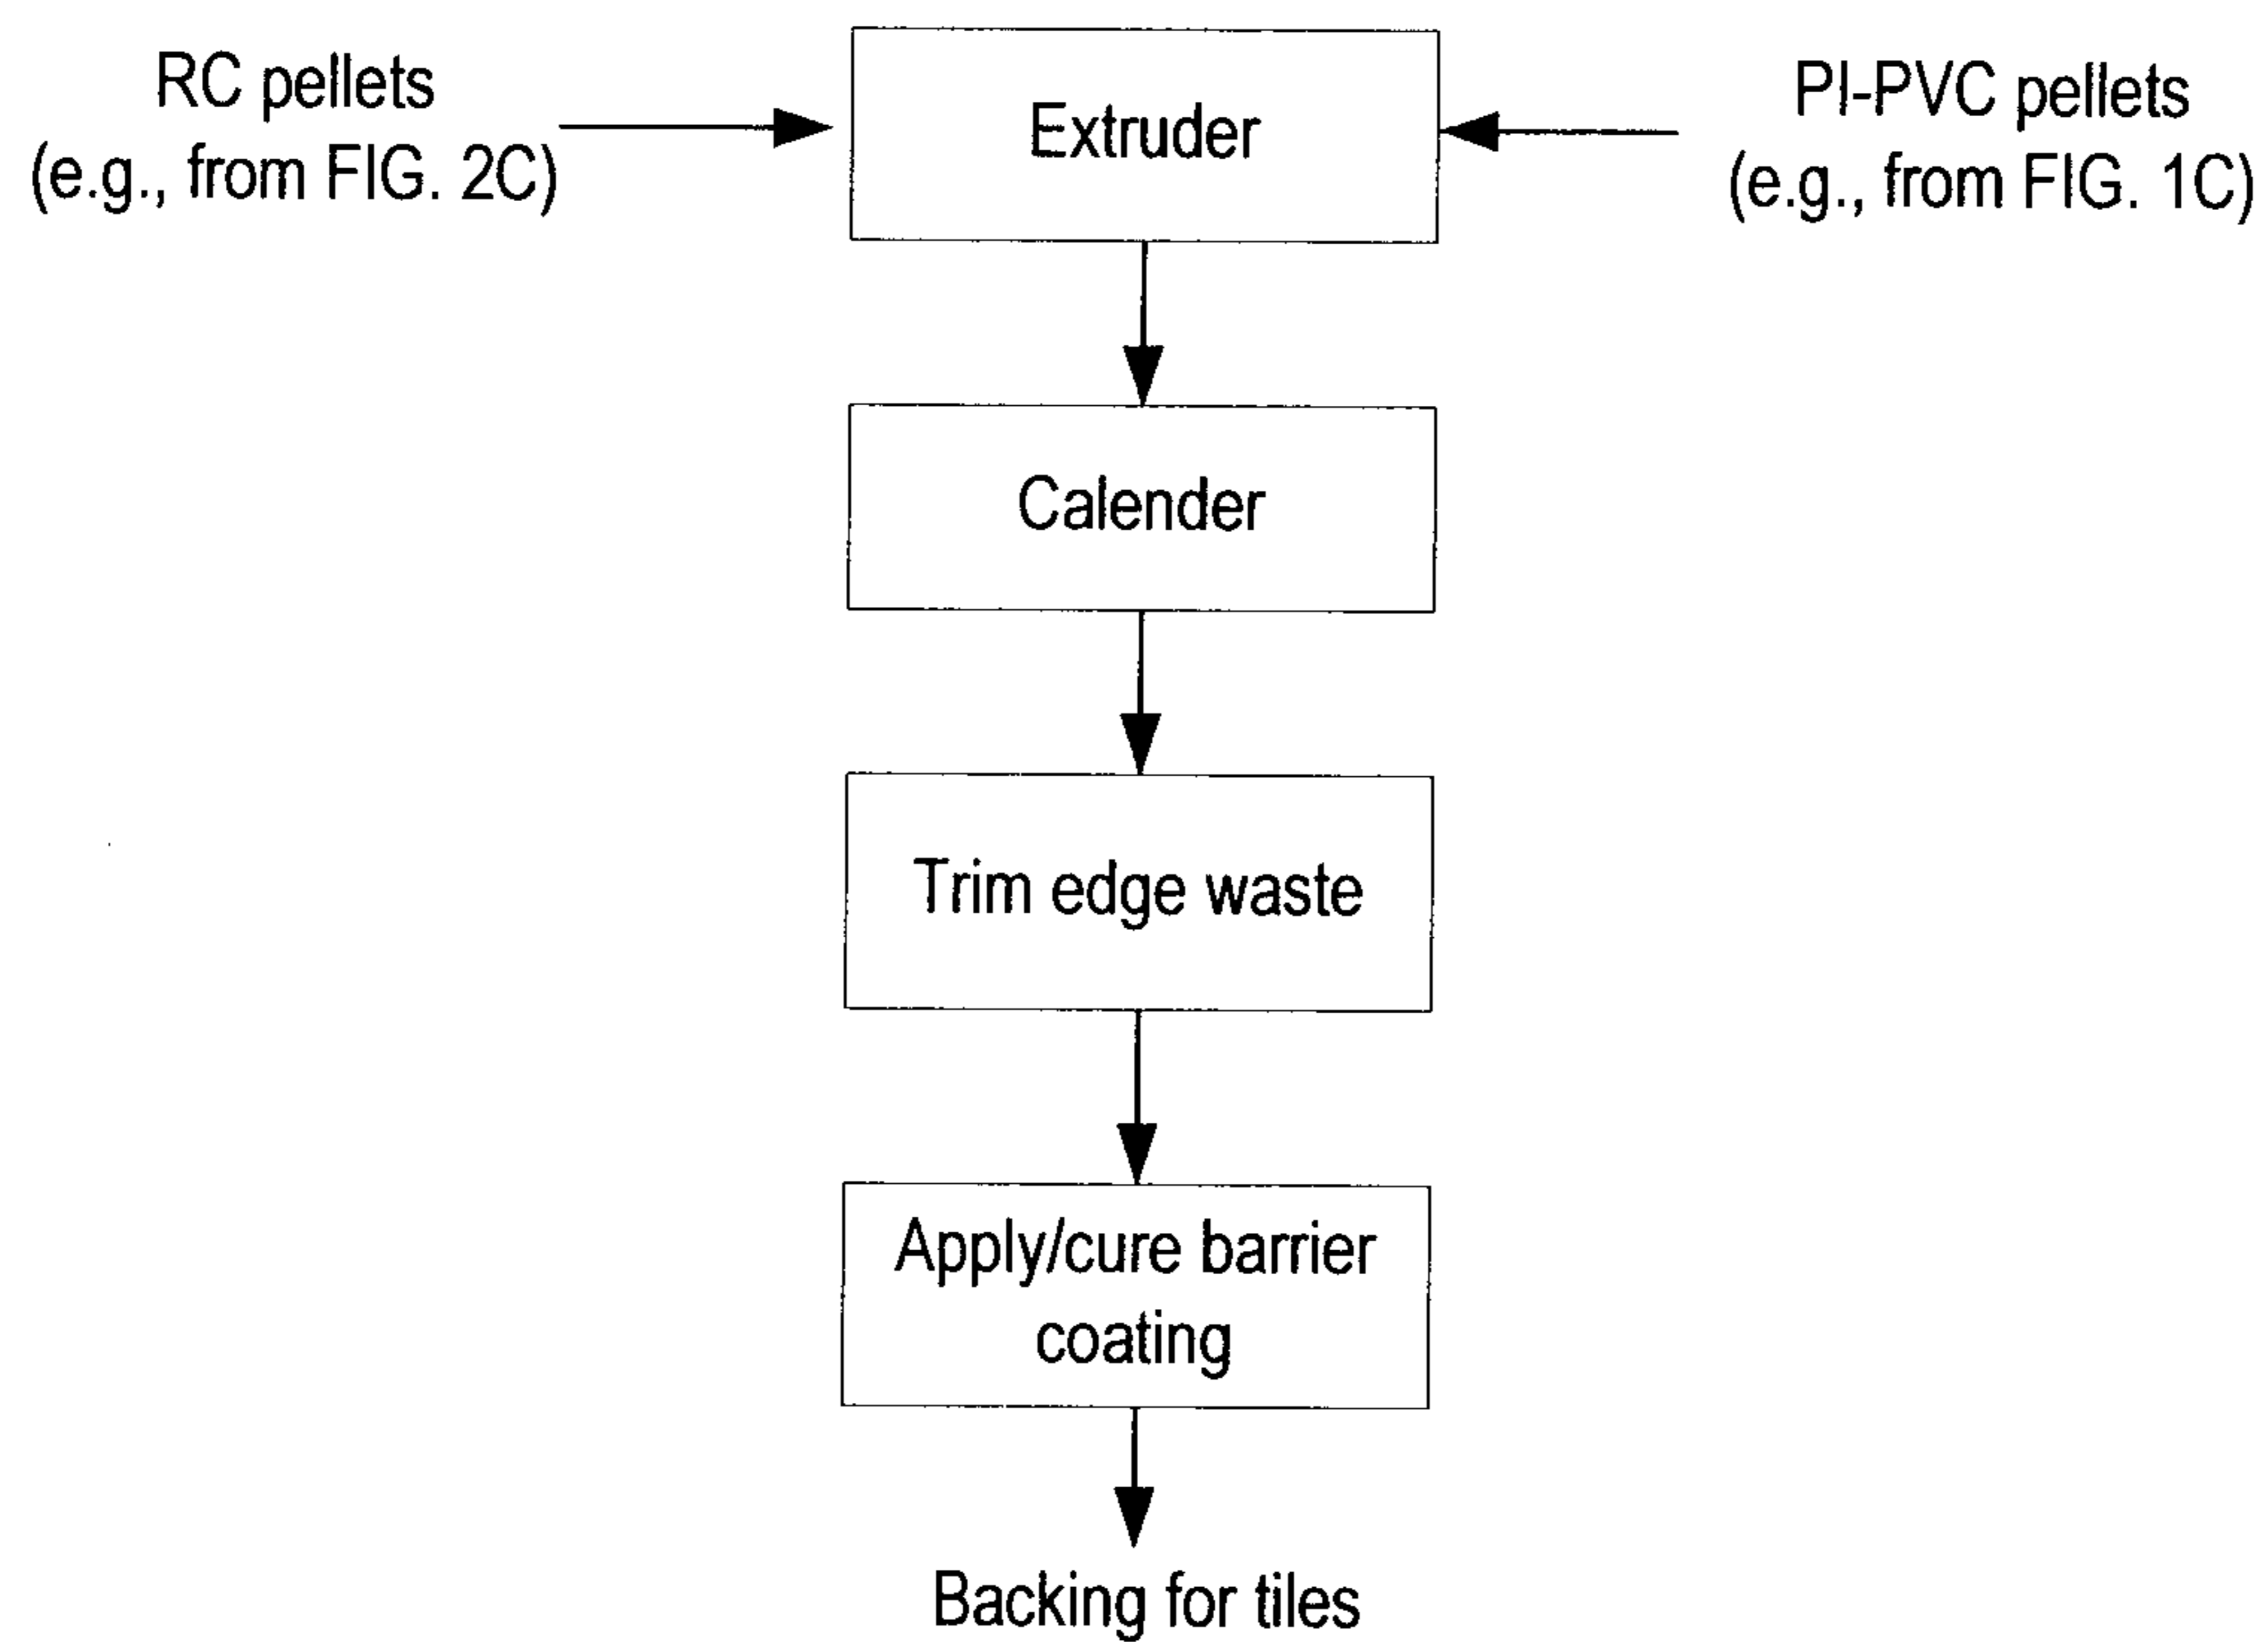 RC pellets
(e.g., from FIG. 2C)
Extruder
PI-PVC pellets
(e.g., from FIG. 1C)
Calender
Trim edge waste
Apply/cure barrier
coating
Backing for tiles